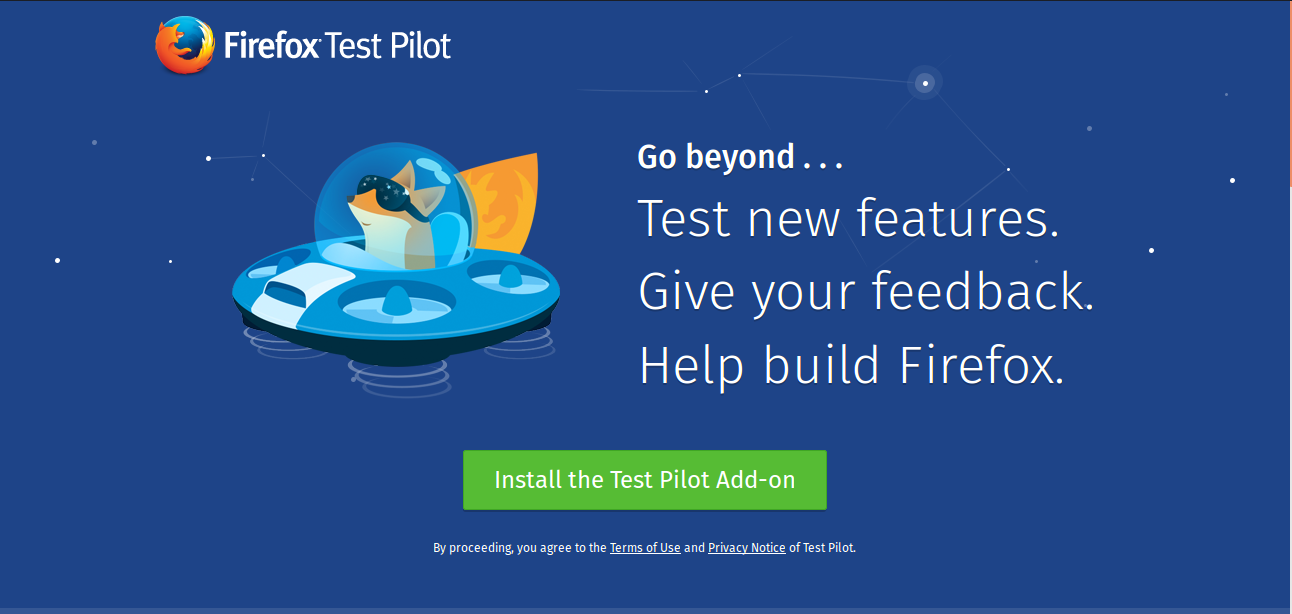 Firefox Test Pilot
Go beyond . . .
Test new features.
Give your feedback.
Help build Firefox.
Install the Test Pilot Add-on
By proceeding, you agree to the Terms of Use and Privacy Notice of Test Pilot.